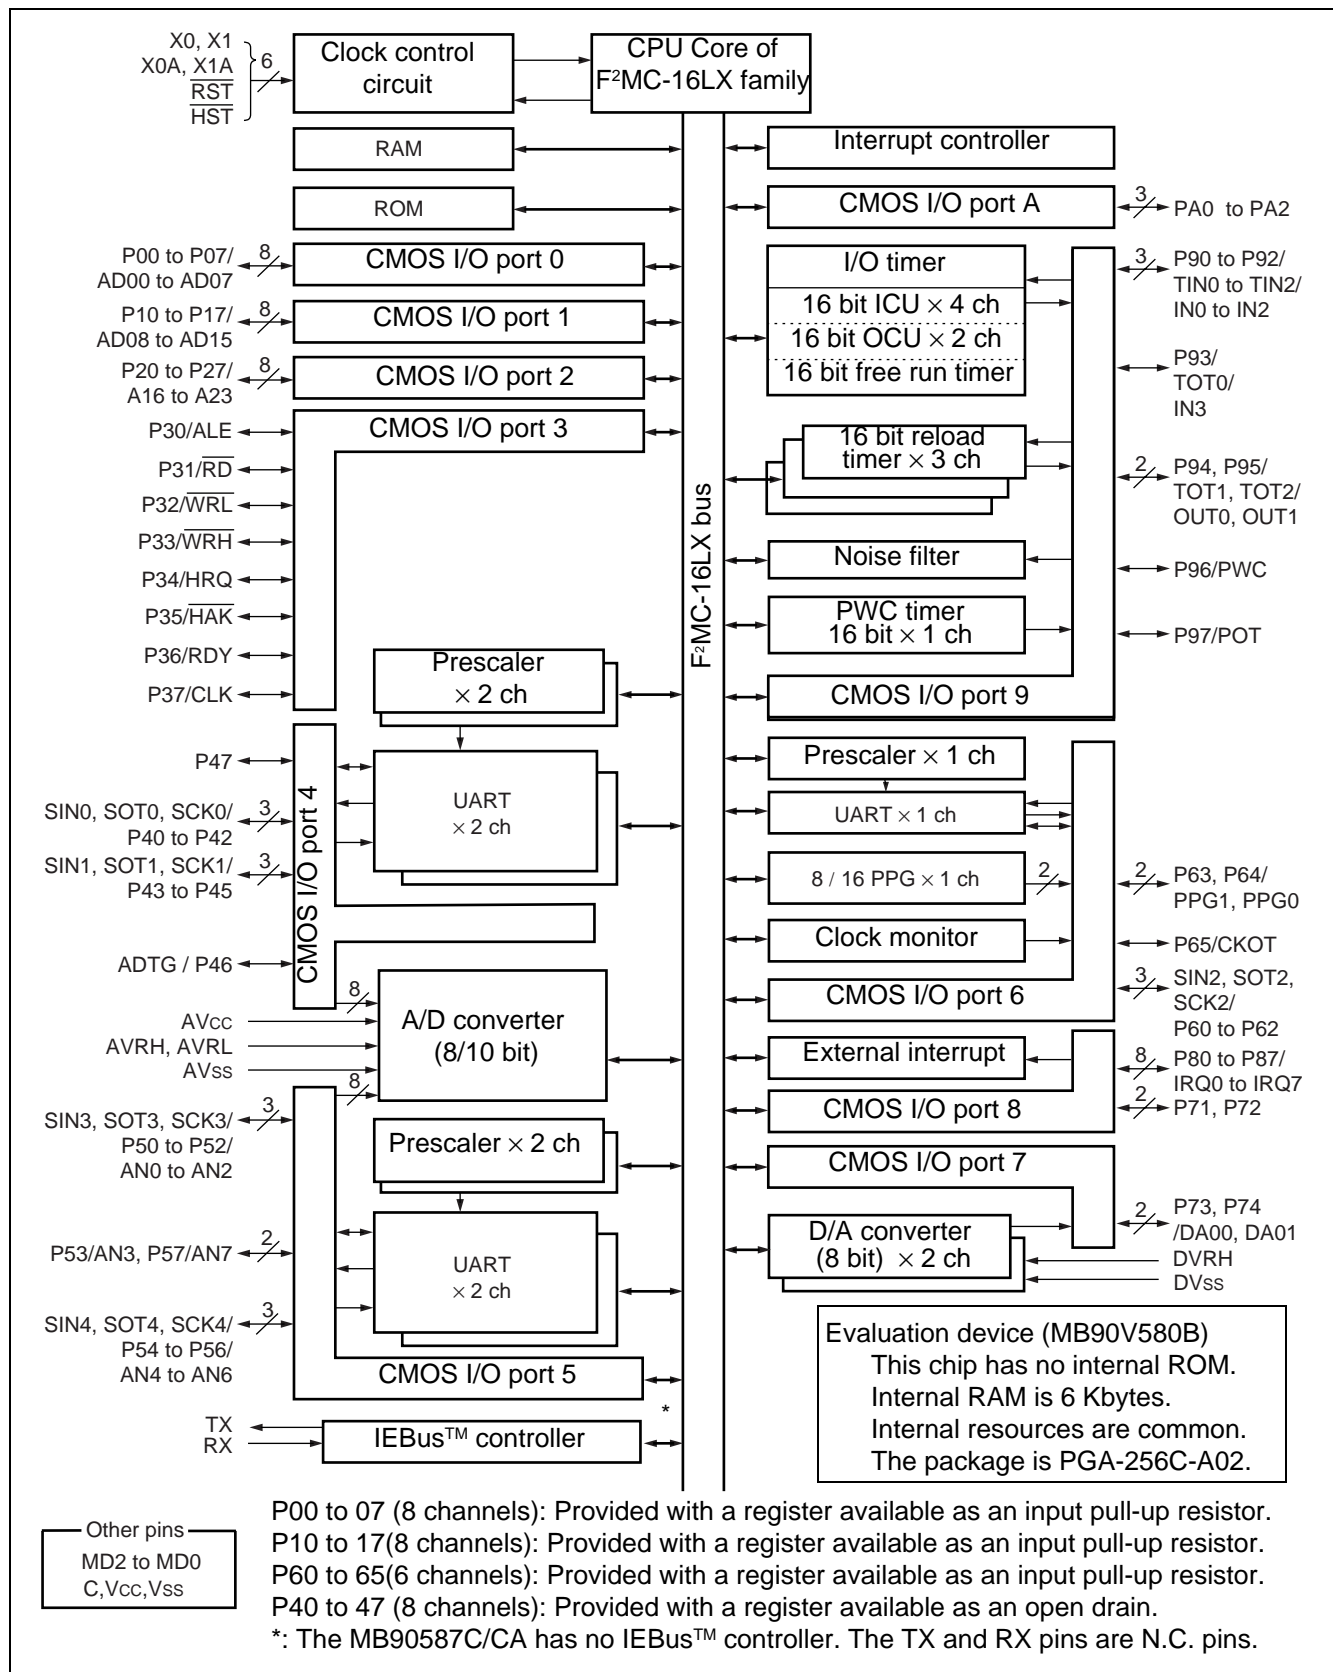 X0, X1
X0A, X1A
RST
HST
6
Clock control
circuit
CPU Core of
F²MC-16LX family
RAM
ROM
P00 to P07/
AD00 to AD07
8
CMOS I/O port 0
P10 to P17/
AD08 to AD15
8
CMOS I/O port 1
P20 to P27/
A16 to A23
8
CMOS I/O port 2
CMOS I/O port 3
P30/ALE
P31/RD
P32/WRL
P33/WRH
P34/HRQ
P35/HAK
P36/RDY
P37/CLK
Prescaler
× 2 ch
P47
SIN0, SOT0, SCK0/
P40 to P42
3
SIN1, SOT1, SCK1/
P43 to P45
3
CMOS I/O port 4
UART
× 2 ch
ADTG / P46
8
AVcc
AVRH, AVRL
AVss
A/D converter
(8/10 bit)
8
SIN3, SOT3, SCK3/
P50 to P52/
AN0 to AN2
3
Prescaler × 2 ch
P53/AN3, P57/AN7
2
UART
× 2 ch
SIN4, SOT4, SCK4/
P54 to P56/
AN4 to AN6
3
CMOS I/O port 5
*
TX
RX
IEBus™ controller
F²MC-16LX bus
Interrupt controller
CMOS I/O port A
3
PA0 to PA2
I/O timer
16 bit ICU × 4 ch
16 bit OCU × 2 ch
16 bit free run timer
3
P90 to P92/
TIN0 to TIN2/
IN0 to IN2
P93/
TOT0/
IN3
16 bit reload
timer × 3 ch
2
P94, P95/
TOT1, TOT2/
OUT0, OUT1
Noise filter
P96/PWC
PWC timer
16 bit × 1 ch
P97/POT
CMOS I/O port 9
Prescaler × 1 ch
UART × 1 ch
8 / 16 PPG × 1 ch
2
2
P63, P64/
PPG1, PPG0
Clock monitor
P65/CKOT
CMOS I/O port 6
3
SIN2, SOT2,
SCK2/
P60 to P62
External interrupt
8
P80 to P87/
IRQ0 to IRQ7
CMOS I/O port 8
2
P71, P72
CMOS I/O port 7
D/A converter
(8 bit) × 2 ch
2
P73, P74
/DA00, DA01
DVRH
DVss
Evaluation device (MB90V580B)
This chip has no internal ROM.
Internal RAM is 6 Kbytes.
Internal resources are common.
The package is PGA-256C-A02.
Other pins
MD2 to MD0
C,Vcc,Vss
P00 to 07 (8 channels): Provided with a register available as an input pull-up resistor.
P10 to 17(8 channels): Provided with a register available as an input pull-up resistor.
P60 to 65(6 channels): Provided with a register available as an input pull-up resistor.
P40 to 47 (8 channels): Provided with a register available as an open drain.
*: The MB90587C/CA has no IEBus™ controller. The TX and RX pins are N.C. pins.